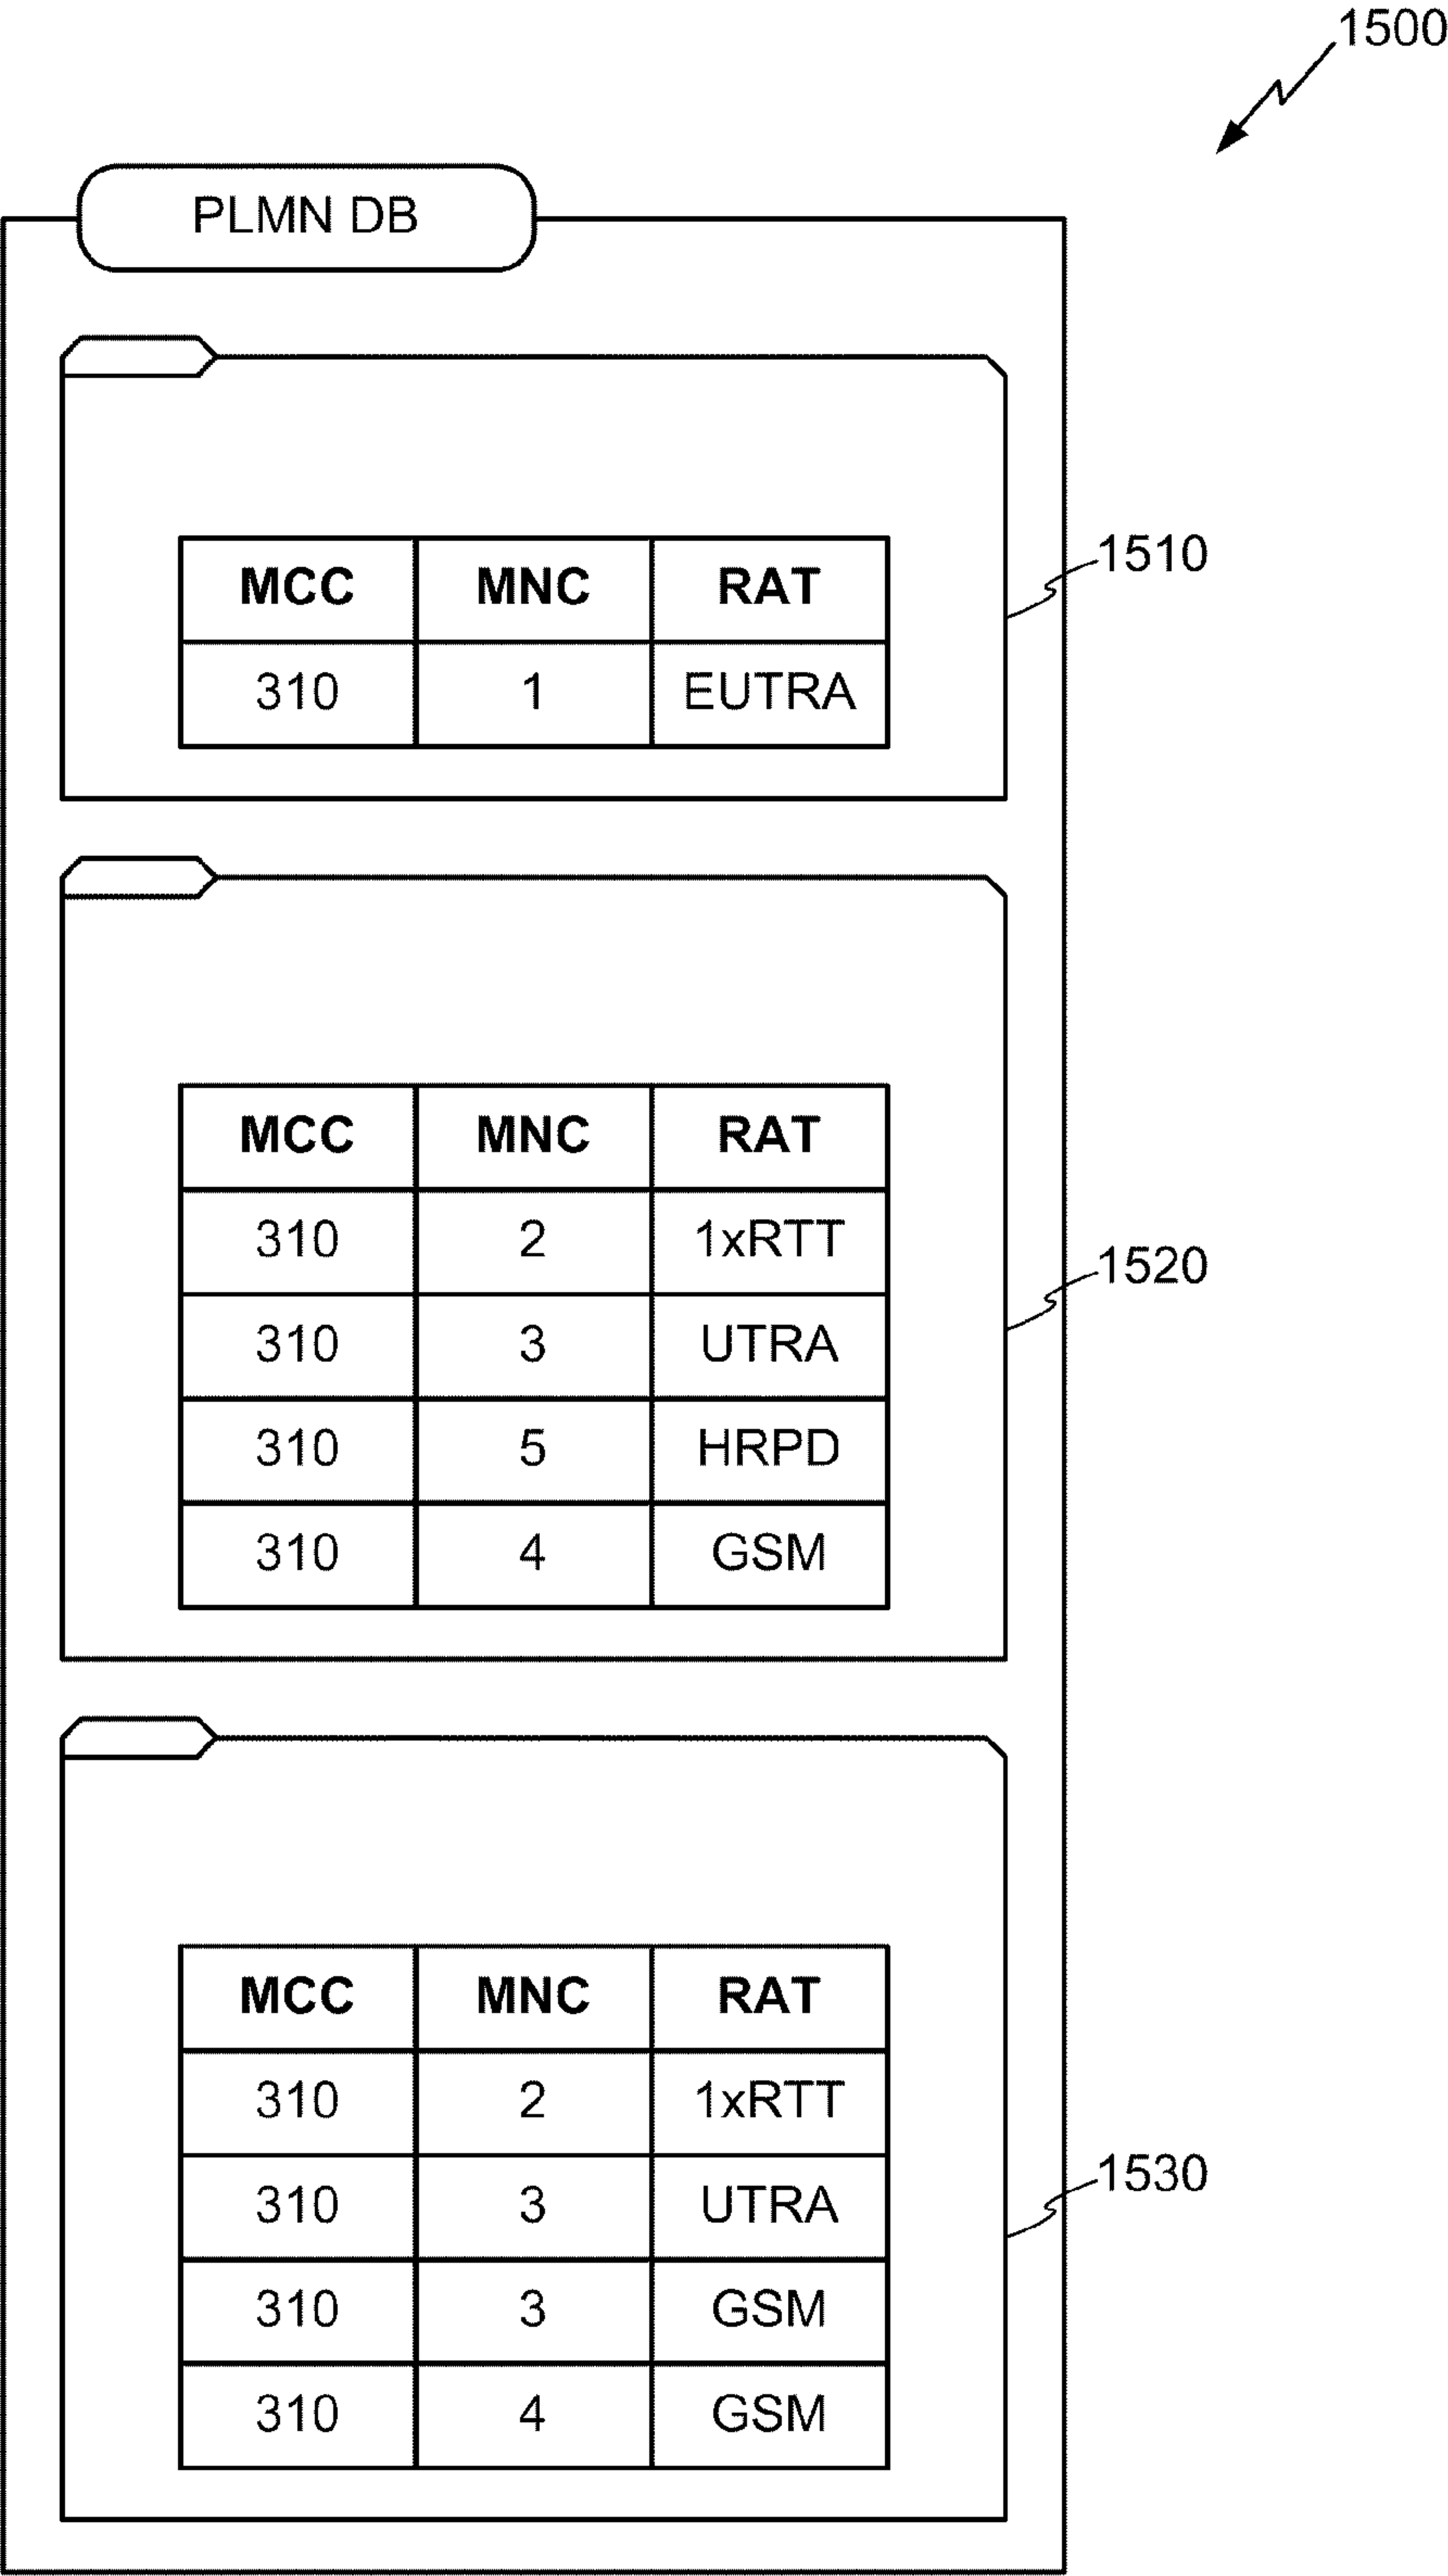 1500
PLMN DB
MCC MNC RAT
1510
310 1 EUTRA
MCC MNC RAT
310 2 1xRTT
1520
310 3 UTRA
310 5 HRPD
310 4 GSM
MCC MNC RAT
310 2 1xRTT
1530
310 3 UTRA
310 3 GSM
310 4 GSM